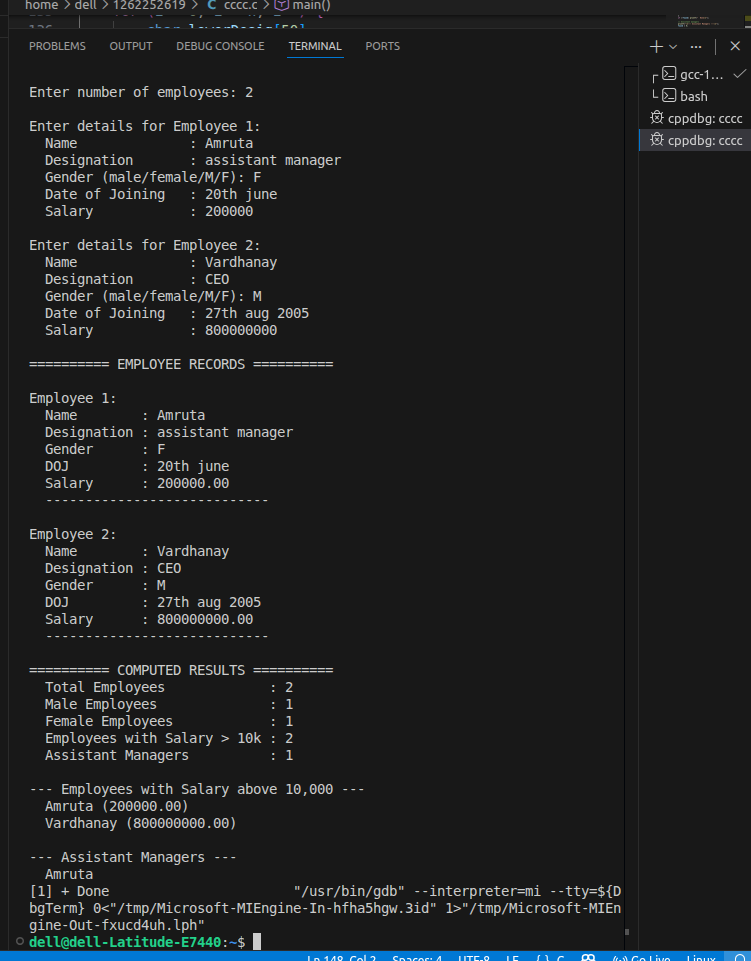 home > dell > 1262252619 > C cccc.c > main()
PROBLEMS OUTPUT DEBUG CONSOLE TERMINAL PORTS
gcc-1...
bash
cppdbg: cccc
cppdbg: cccc
Enter number of employees: 2
Enter details for Employee 1:
Name : Amruta
Designation : assistant manager
Gender (male/female/M/F): F
Date of Joining : 20th june
Salary : 200000
Enter details for Employee 2:
Name : Vardhanay
Designation : CEO
Gender (male/female/M/F): M
Date of Joining : 27th aug 2005
Salary : 800000000
========== EMPLOYEE RECORDS ==========
Employee 1:
Name : Amruta
Designation : assistant manager
Gender : F
DOJ : 20th june
Salary : 200000.00
----------------------------
Employee 2:
Name : Vardhanay
Designation : CEO
Gender : M
DOJ : 27th aug 2005
Salary : 800000000.00
----------------------------
========== COMPUTED RESULTS ==========
Total Employees : 2
Male Employees : 1
Female Employees : 1
Employees with Salary > 10k : 2
Assistant Managers : 1
--- Employees with Salary above 10,000 ---
Amruta (200000.00)
Vardhanay (800000000.00)
--- Assistant Managers ---
Amruta
[1] + Done "/usr/bin/gdb" --interpreter=mi --tty=${D
bgTerm} 0<"/tmp/Microsoft-MIEngine-In-hfha5hgw.3id" 1>"/tmp/Microsoft-MIEn
gine-Out-fxucd4uh.lph"
dell@dell-Latitude-E7440:~$
Ln 148, Col 2 Spaces: 4 UTF-8 LF { } C Go Live Linux